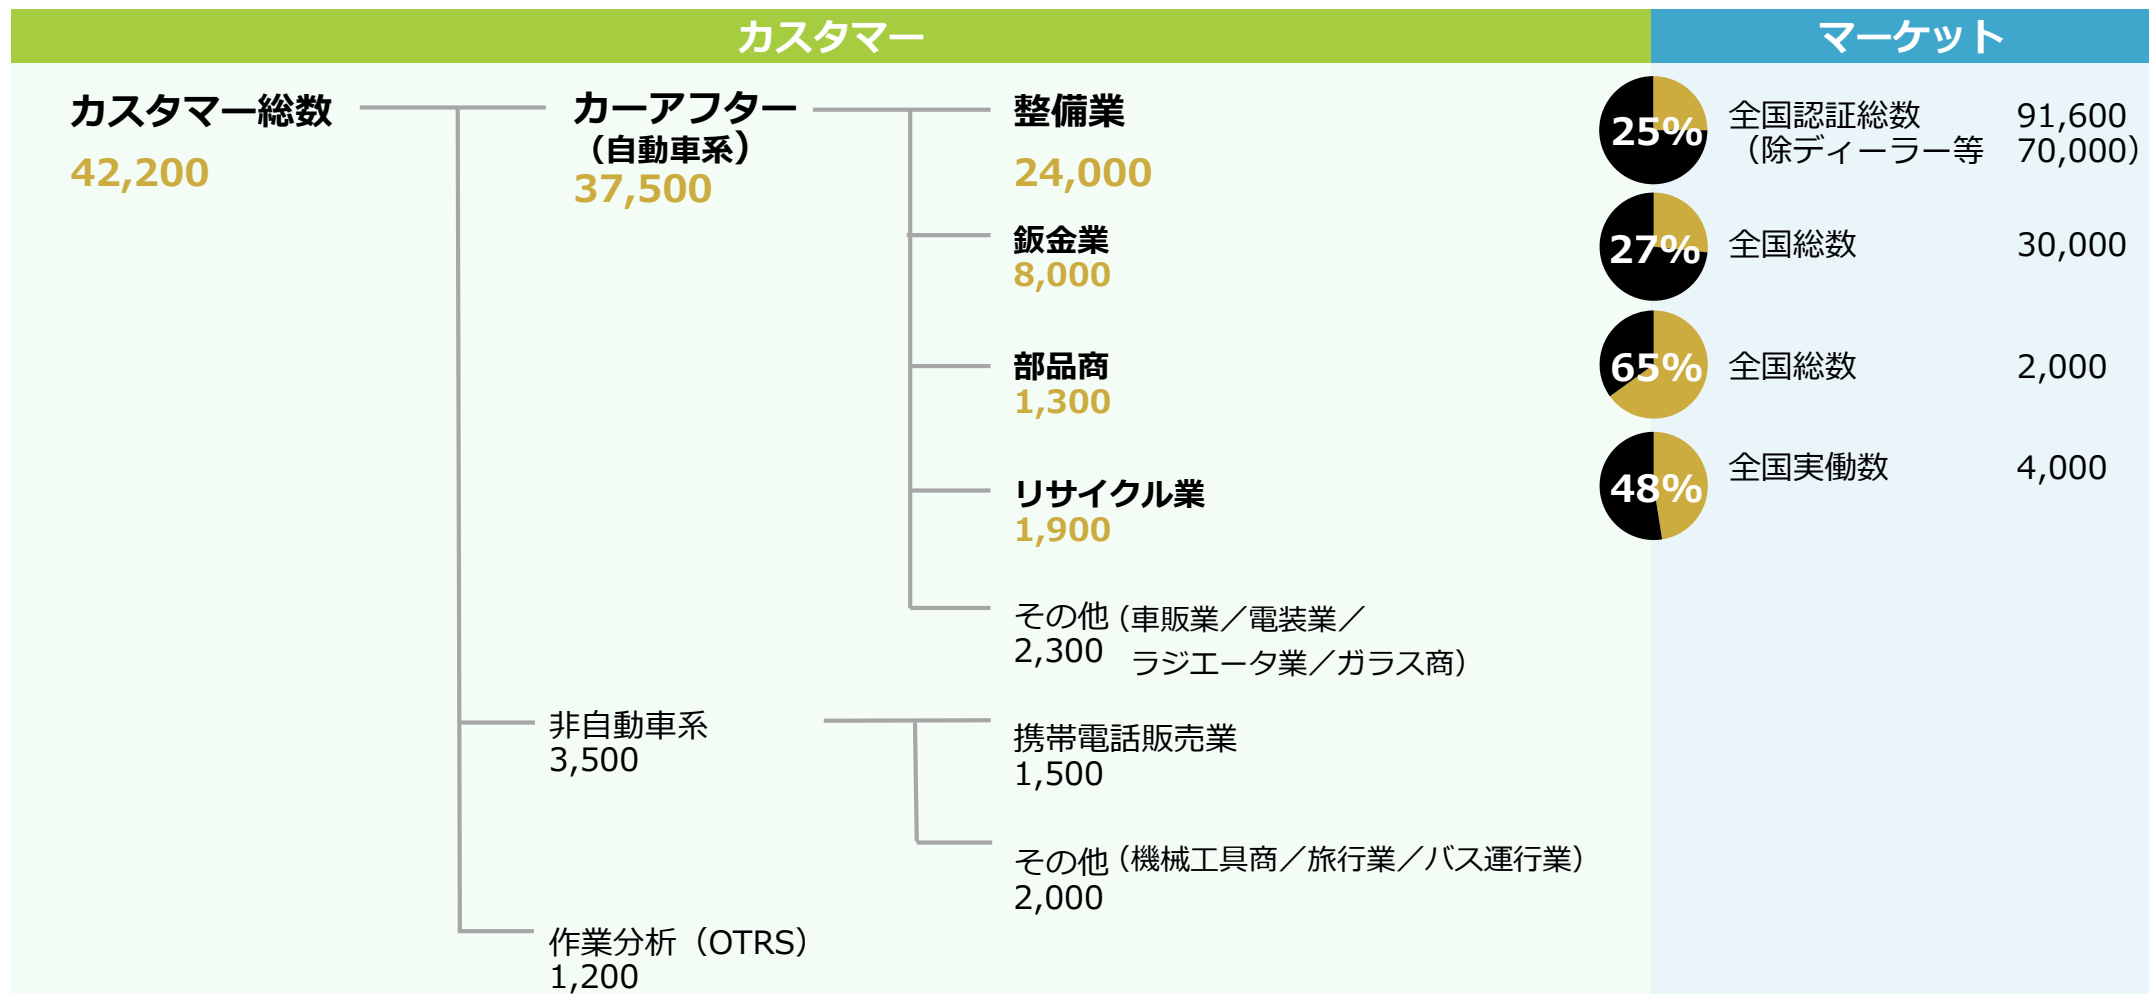 カスタマー
マーケット
カスタマー総数
42,200
カーアフター
（自動車系）
37,500
整備業
24,000
25%
全国認証総数 91,600
（除ディーラー等 70,000）
鈑金業
8,000
27%
全国総数 30,000
部品商
1,300
65%
全国総数 2,000
リサイクル業
1,900
48%
全国実働数 4,000
その他（車販業／電装業／
2,300 ラジエータ業／ガラス商）
非自動車系
3,500
携帯電話販売業
1,500
その他（機械工具商／旅行業／バス運行業）
2,000
作業分析（OTRS）
1,200